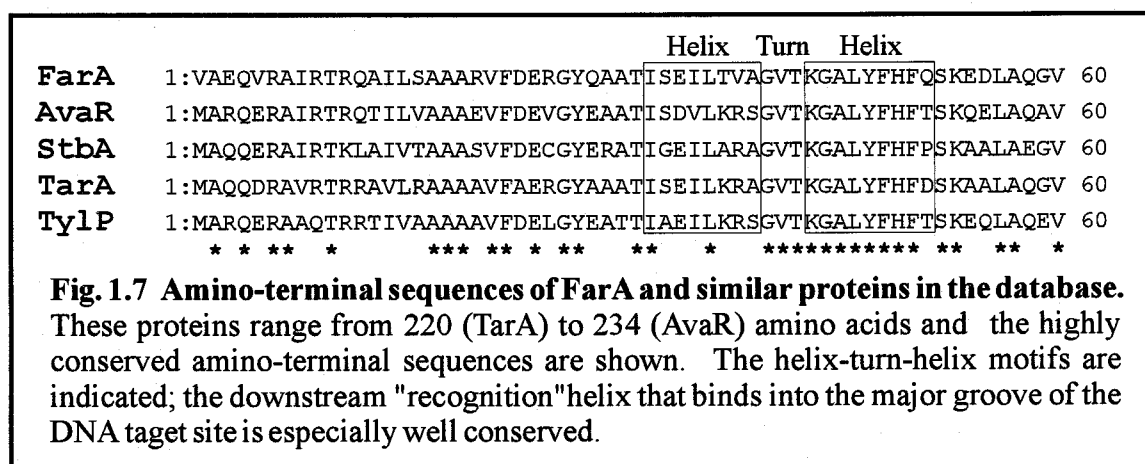 Helix Turn Helix
FarA 1:VAEQVRAIRTRQAILSAAARVFDERGYQAATISEILTVAGVTKGALYFHFQSKEDLAQGV 60
AvaR 1:MARQERAIRTRQTILVAAAEVFDEVGYEAATISDVLKRSGVTKGALYFHFTSKQELAQAV 60
StbA 1:MAQQERAIRTKLAIVTAAASVFDECGYERATIGEILARAGVTKGALYFHFPSKAALAEGV 60
TarA 1:MAQQDRAVRTRRAVLRAAAAVFAERGYAAATISEILKRAGVTKGALYFHFDSKAALAQGV 60
TylP 1:MARQERAAQTRRTIVAAAAAVFDELGYEATTIAEILKRSGVTKGALYFHFTSKEQLAQEV 60
* * ** * *** ** * ** ** * *********** ** ** *
Fig. 1.7 Amino-terminal sequences of FarA and similar proteins in the database.
These proteins range from 220 (TarA) to 234 (AvaR) amino acids and the highly
conserved amino-terminal sequences are shown. The helix-turn-helix motifs are
indicated; the downstream "recognition"helix that binds into the major groove of the
DNA taget site is especially well conserved.